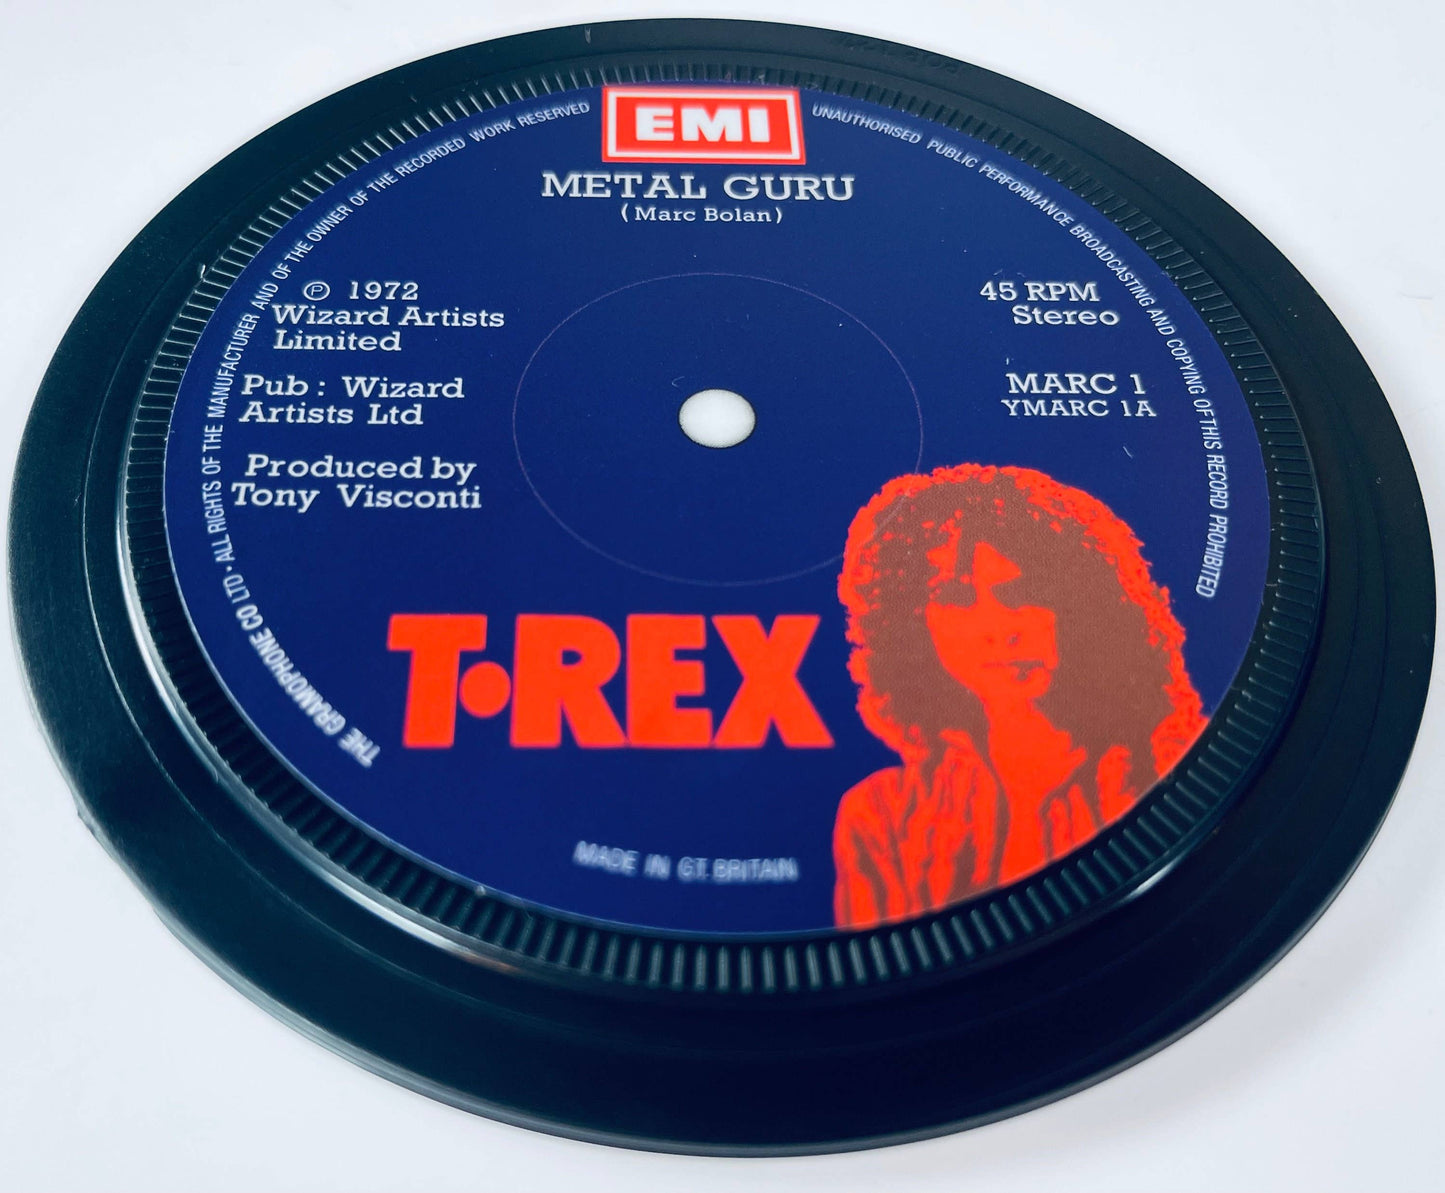 EMI
METAL GURU
(Marc Bolan)
Ⓟ 1972
Wizard Artists
Limited
Pub: Wizard
Artists Ltd
Produced by
Tony Visconti
45 RPM
Stereo
MARC 1
YMARC 1A
T•REX
MADE IN GT. BRITAIN
THE GRAMOPHONE CO LTD • ALL RIGHTS OF THE MANUFACTURER AND OF THE OWNER OF THE RECORDED WORK RESERVED
UNAUTHORISED PUBLIC PERFORMANCE BROADCASTING AND COPYING OF THIS RECORD PROHIBITED